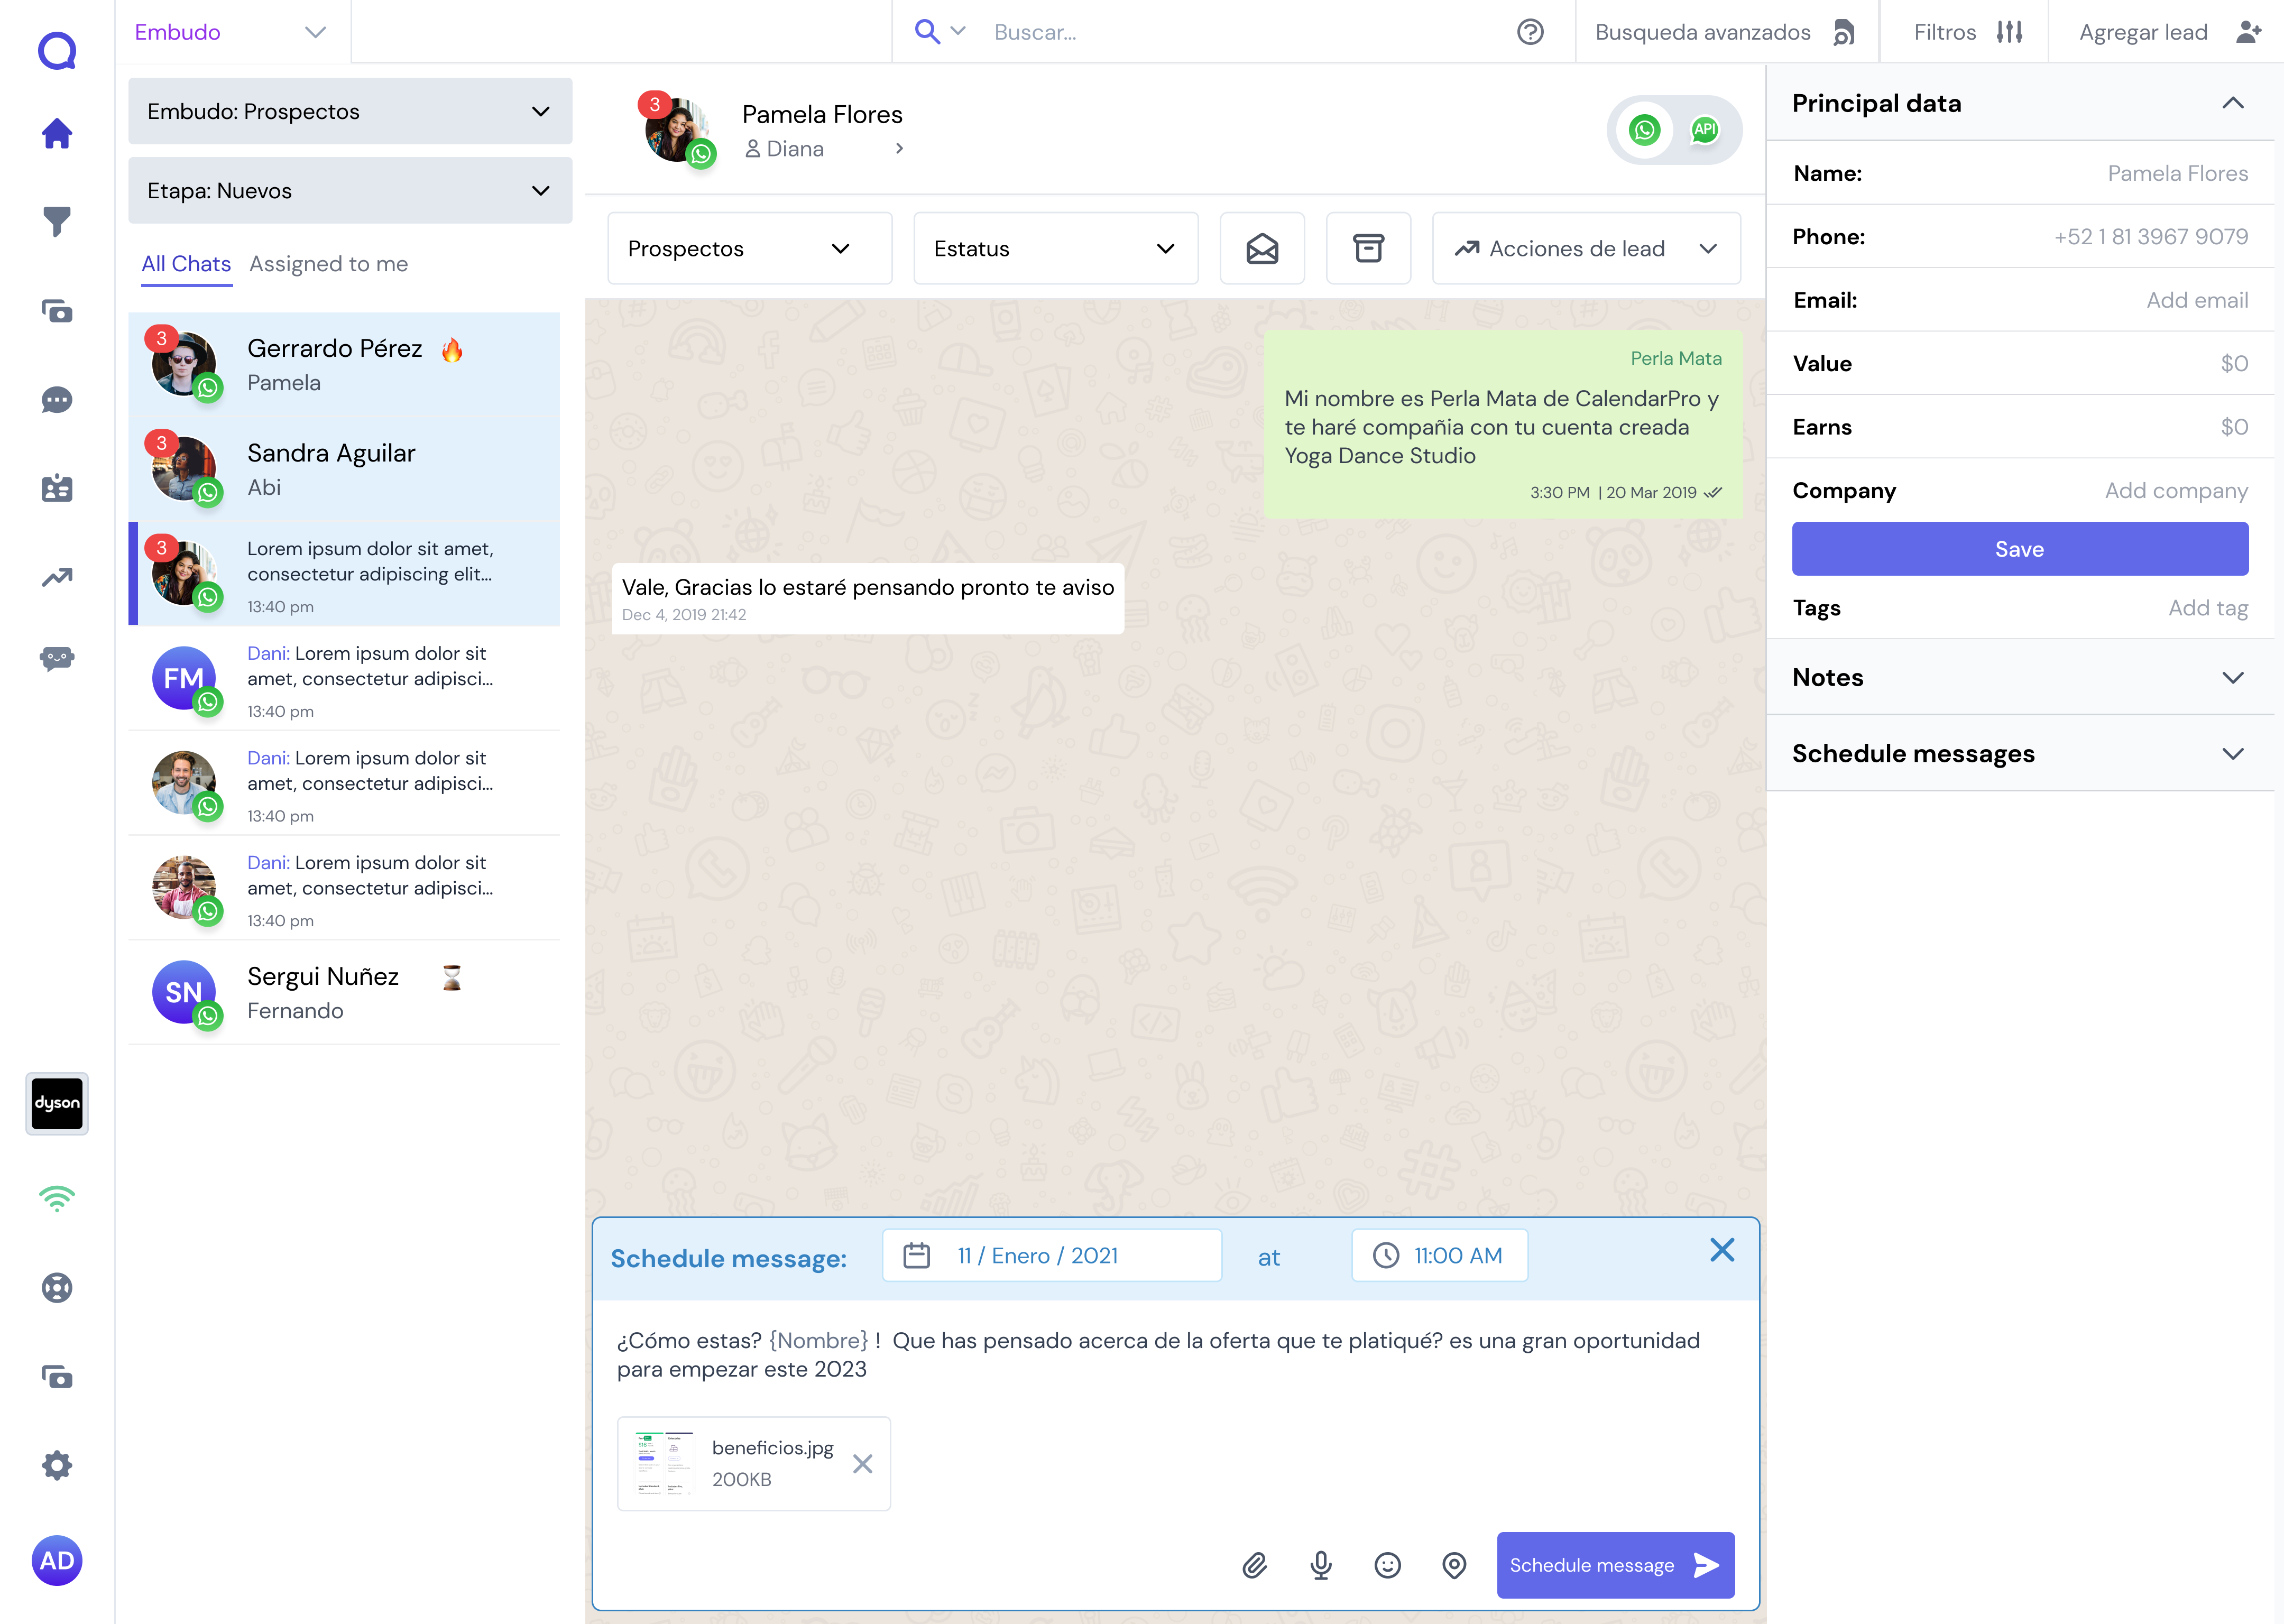 Embudo
Buscar...
Busqueda avanzados
Filtros
Agregar lead
Embudo: Prospectos
Etapa: Nuevos
All Chats
Assigned to me
3
Gerrardo Pérez
Pamela
3
Sandra Aguilar
Abi
3
Lorem ipsum dolor sit amet,
consectetur adipiscing elit...
13:40 pm
FM
Dani: Lorem ipsum dolor sit
amet, consectetur adipisci...
13:40 pm
Dani: Lorem ipsum dolor sit
amet, consectetur adipisci...
13:40 pm
Dani: Lorem ipsum dolor sit
amet, consectetur adipisci...
13:40 pm
SN
Sergui Nuñez
Fernando
dyson
AD
3
Pamela Flores
Diana
API
Prospectos
Estatus
Acciones de lead
Perla Mata
Mi nombre es Perla Mata de CalendarPro y
te haré compañia con tu cuenta creada
Yoga Dance Studio
3:30 PM | 20 Mar 2019
Vale, Gracias lo estaré pensando pronto te aviso
Dec 4, 2019 21:42
Schedule message:
11 / Enero / 2021
at
11:00 AM
¿Cómo estas? {Nombre} ! Que has pensado acerca de la oferta que te platiqué? es una gran oportunidad
para empezar este 2023
beneficios.jpg
200KB
Schedule message
Principal data
Name:
Pamela Flores
Phone:
+52 1 81 3967 9079
Email:
Add email
Value
$0
Earns
$0
Company
Add company
Save
Tags
Add tag
Notes
Schedule messages